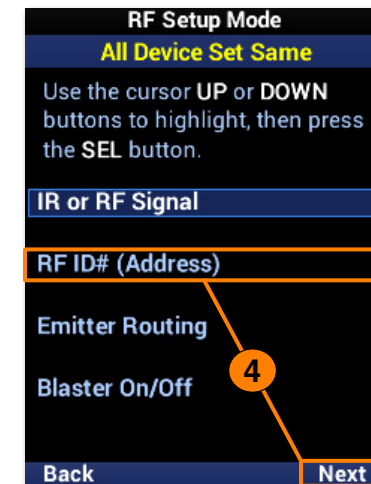 RF Setup Mode
All Device Set Same
Use the cursor UP or DOWN
buttons to highlight, then press
the SEL button.
IR or RF Signal
RF ID# (Address)
Emitter Routing
4
Blaster On/Off
Back Next